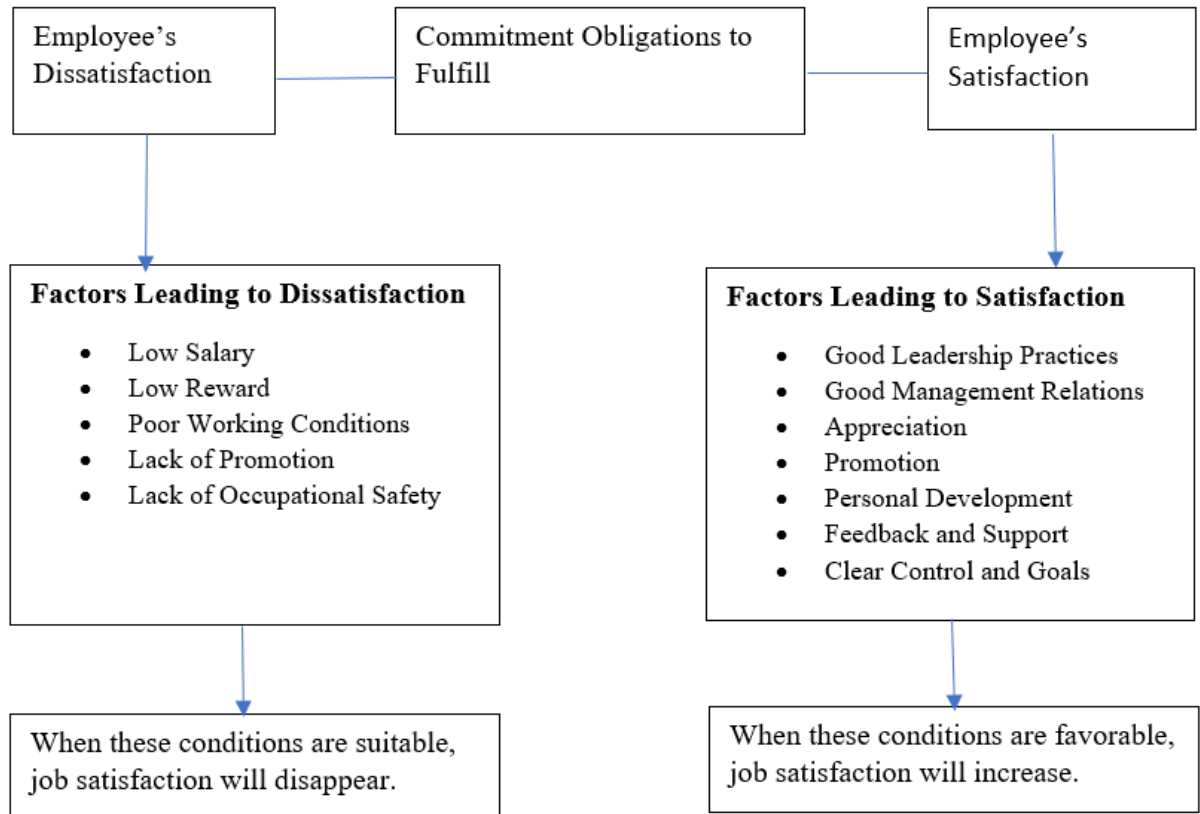 Employee’s
Dissatisfaction
Commitment Obligations to
Fulfill
Employee’s
Satisfaction
Factors Leading to Dissatisfaction
• Low Salary
• Low Reward
• Poor Working Conditions
• Lack of Promotion
• Lack of Occupational Safety
Factors Leading to Satisfaction
• Good Leadership Practices
• Good Management Relations
• Appreciation
• Promotion
• Personal Development
• Feedback and Support
• Clear Control and Goals
When these conditions are suitable,
job satisfaction will disappear.
When these conditions are favorable,
job satisfaction will increase.